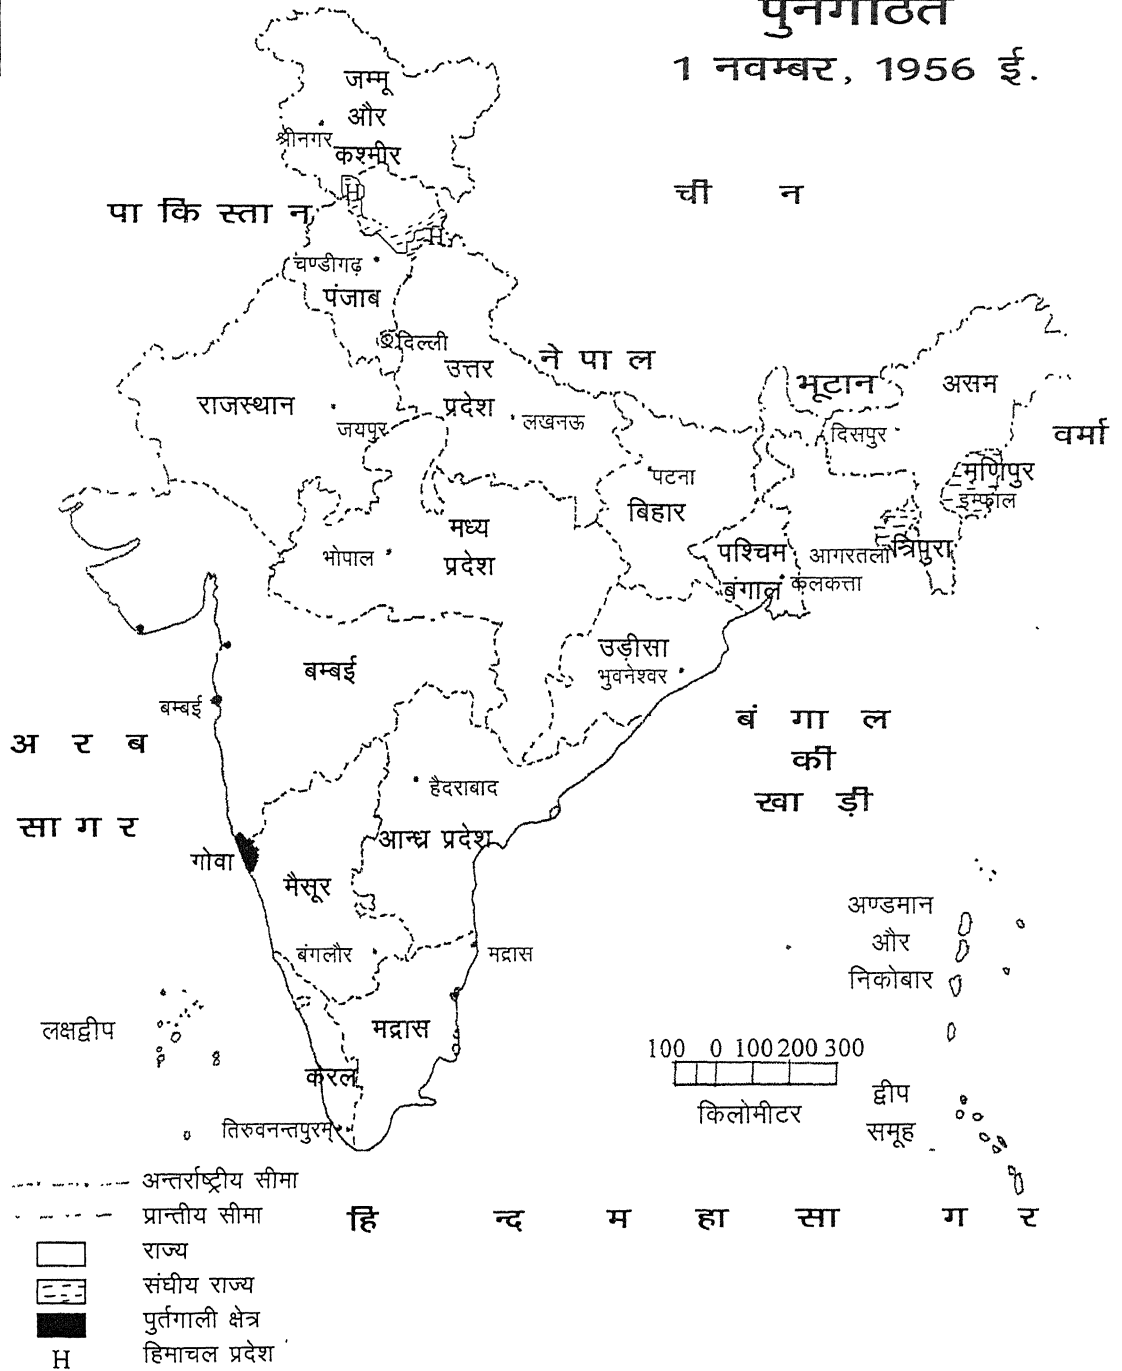 पुनर्गठित
1 नवम्बर, 1956 ई.
जम्मू
और
श्रीनगर
कश्मीर
H
पा कि स्ता न
ची न
H
चण्डीगढ़
पंजाब
दिल्ली
उत्तर
प्रदेश
ने पा ल
भूटान
असम
राजस्थान
जयपुर
लखनऊ
दिसपुर
वर्मा
पटना
बिहार
मणिपुर
इम्फाल
मध्य
प्रदेश
भोपाल
पश्चिम
बंगाल
आगरतला
त्रिपुरा
कलकत्ता
उड़ीसा
भुवनेश्वर
बम्बई
बम्बई
अ र ब
सा ग र
बं गा ल
की
खा ड़ी
हैदराबाद
आन्ध्र प्रदेश
गोवा
मैसूर
बंगलौर
मद्रास
अण्डमान
और
निकोबार
लक्षद्वीप
मद्रास
केरल
तिरुवनन्तपुरम्
100 0 100 200 300
किलोमीटर
द्वीप
समूह
अन्तर्राष्ट्रीय सीमा
प्रान्तीय सीमा
हि न्द म हा सा ग र
राज्य
संघीय राज्य
पुर्तगाली क्षेत्र
H हिमाचल प्रदेश